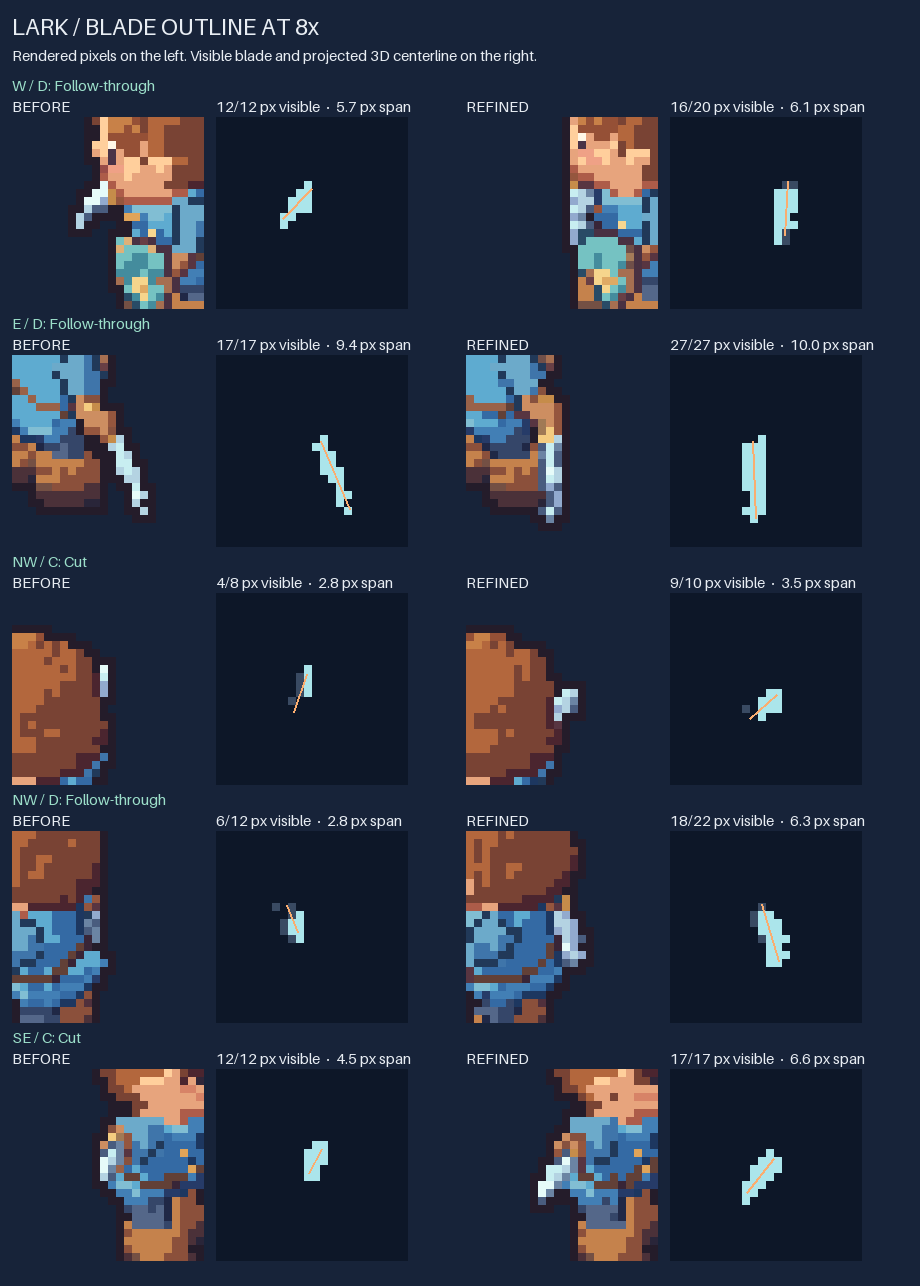 LARK / BLADE OUTLINE AT 8x
Rendered pixels on the left. Visible blade and projected 3D centerline on the right.
W / D: Follow-through
BEFORE 12/12 px visible · 5.7 px span REFINED 16/20 px visible · 6.1 px span
E / D: Follow-through
BEFORE 17/17 px visible · 9.4 px span REFINED 27/27 px visible · 10.0 px span
NW / C: Cut
BEFORE 4/8 px visible · 2.8 px span REFINED 9/10 px visible · 3.5 px span
NW / D: Follow-through
BEFORE 6/12 px visible · 2.8 px span REFINED 18/22 px visible · 6.3 px span
SE / C: Cut
BEFORE 12/12 px visible · 4.5 px span REFINED 17/17 px visible · 6.6 px span